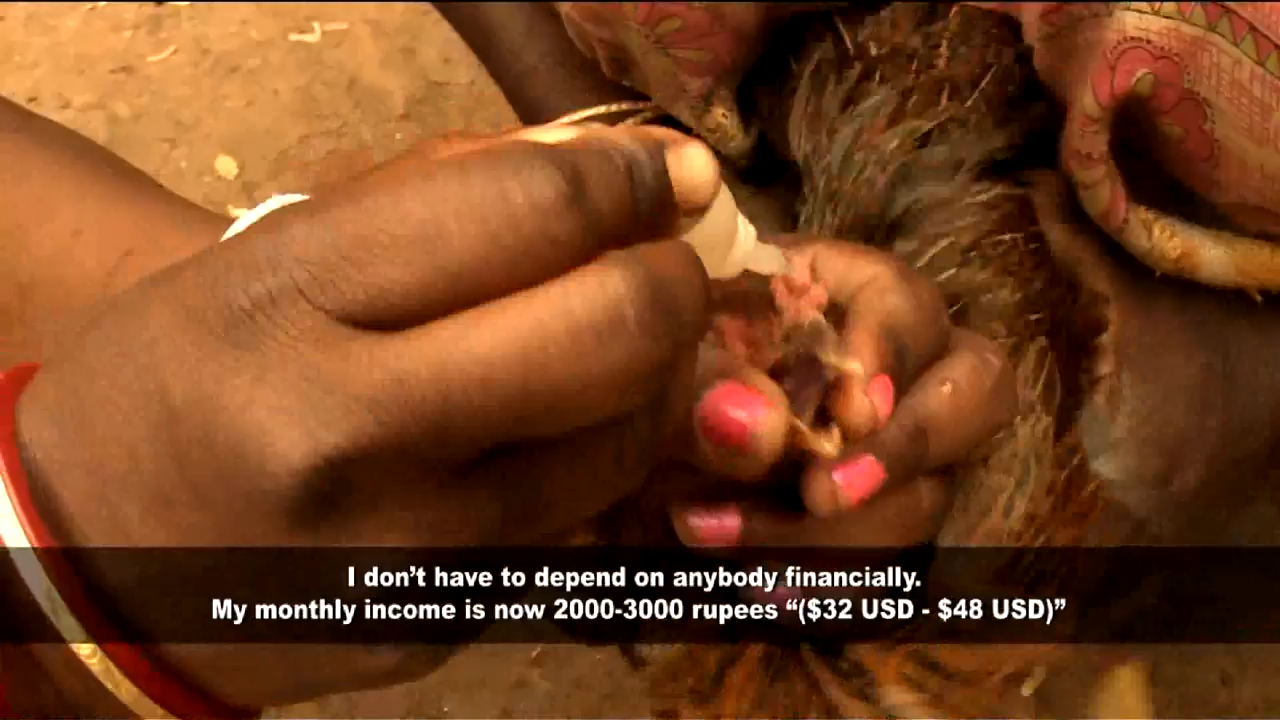 I don’t have to depend on anybody financially.
My monthly income is now 2000-3000 rupees “($32 USD - $48 USD)”